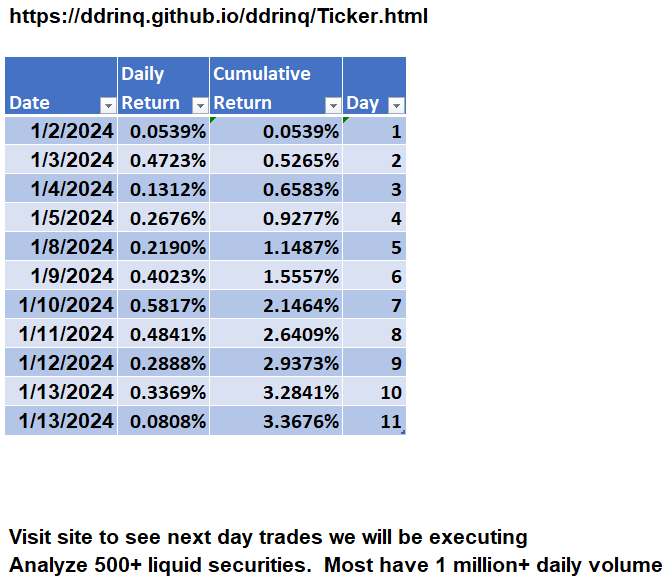 https://ddrinq.github.io/ddrinq/Ticker.html
Daily Cumulative
Date Return Return Day
1/2/2024 0.0539% 0.0539% 1
1/3/2024 0.4723% 0.5265% 2
1/4/2024 0.1312% 0.6583% 3
1/5/2024 0.2676% 0.9277% 4
1/8/2024 0.2190% 1.1487% 5
1/9/2024 0.4023% 1.5557% 6
1/10/2024 0.5817% 2.1464% 7
1/11/2024 0.4841% 2.6409% 8
1/12/2024 0.2888% 2.9373% 9
1/13/2024 0.3369% 3.2841% 10
1/13/2024 0.0808% 3.3676% 11
Visit site to see next day trades we will be executing
Analyze 500+ liquid securities.  Most have 1 million+ daily volume